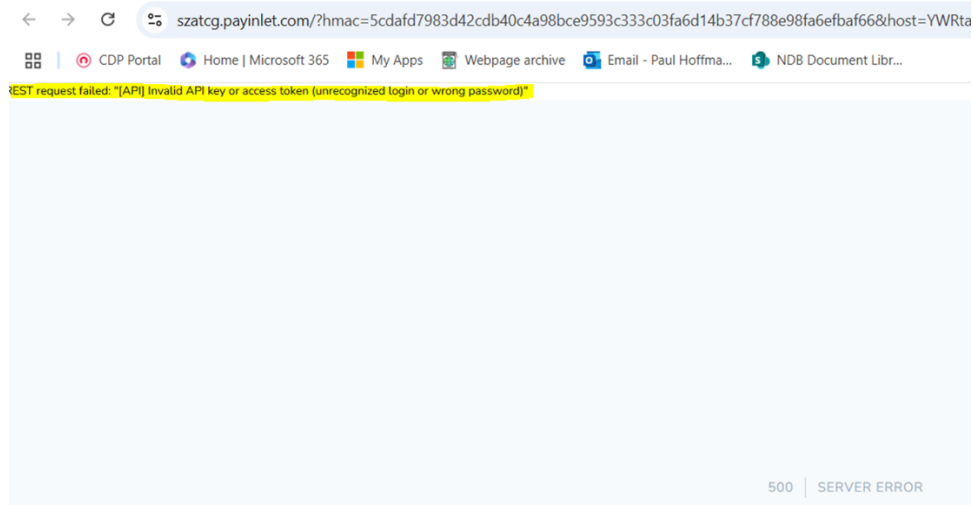 szatcg.payinlet.com/?hmac=5cdafd7983d42cdb40c4a98bce9593c333c03fa6d14b37cf788e98fa6efbaf66&host=YWRta
CDP Portal Home | Microsoft 365 My Apps Webpage archive Email - Paul Hoffma... NDB Document Libr...
REST request failed: "[API] Invalid API key or access token (unrecognized login or wrong password)"
500 SERVER ERROR